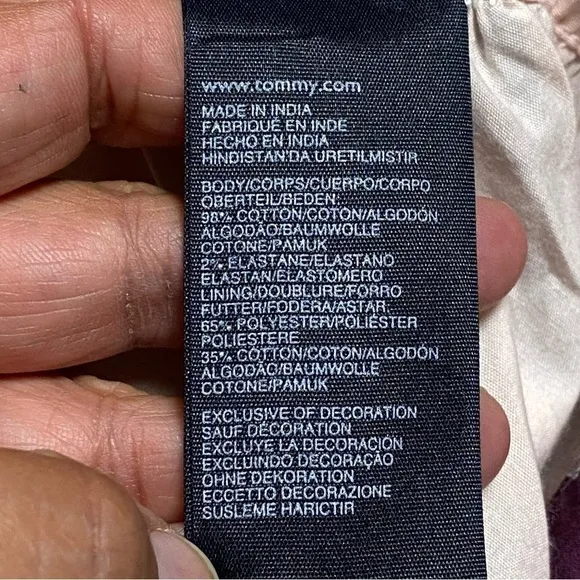 www.tommy.com
MADE IN INDIA
FABRIQUÉ EN INDE
HECHO EN INDIA
HINDISTAN'DA URETILMISTIR
BODY/CORPS/CUERPO/CORPO
OBERTEIL/BEDEN:
98% COTTON/COTON/ALGODÓN
ALGODÃO/BAUMWOLLE
COTONE/PAMUK
2% ELASTANE/ELASTANO
ELASTAN/ELASTOMERO
LINING/DOUBLURE/FORRO
FUTTER/FODERA/ASTAR:
65% POLYESTER/POLIÉSTER
POLIESTERE
35% COTTON/COTON/ALGODÓN
ALGODÃO/BAUMWOLLE
COTONE/PAMUK
EXCLUSIVE OF DECORATION
SAUF DECORATION
EXCLUYE LA DECORACION
EXCLUINDO DECORAÇÃO
OHNE DEKORATION
ECCETTO DECORAZIONE
SUSLEME HARICTIR